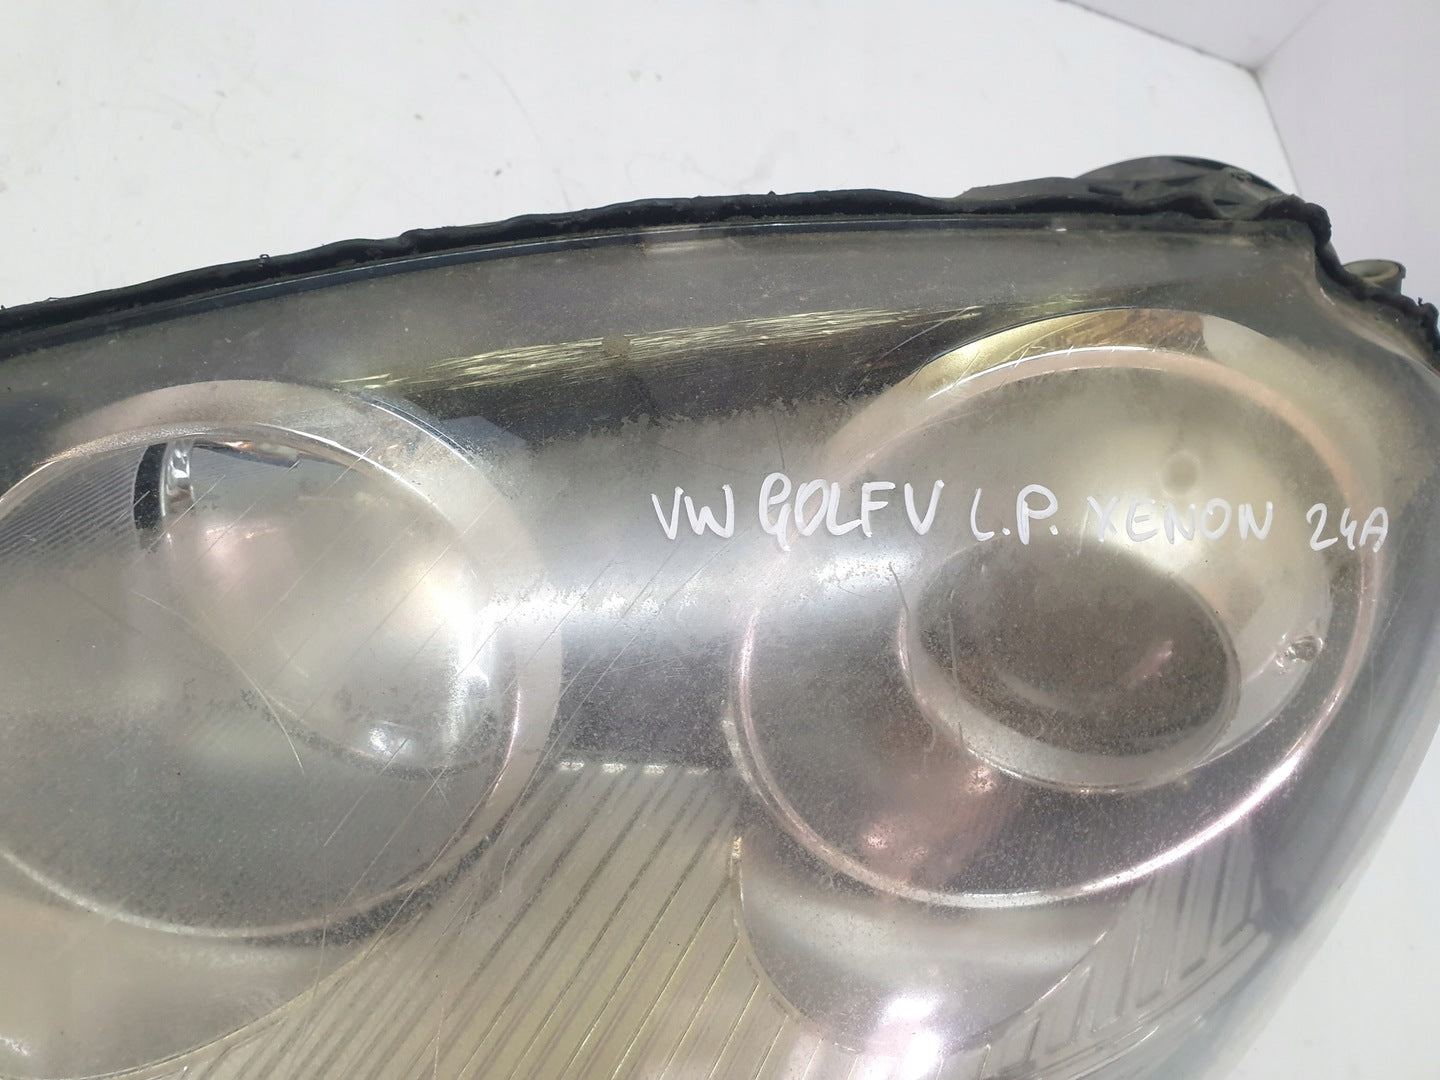 VW GOLF V L.P. XENON 24A